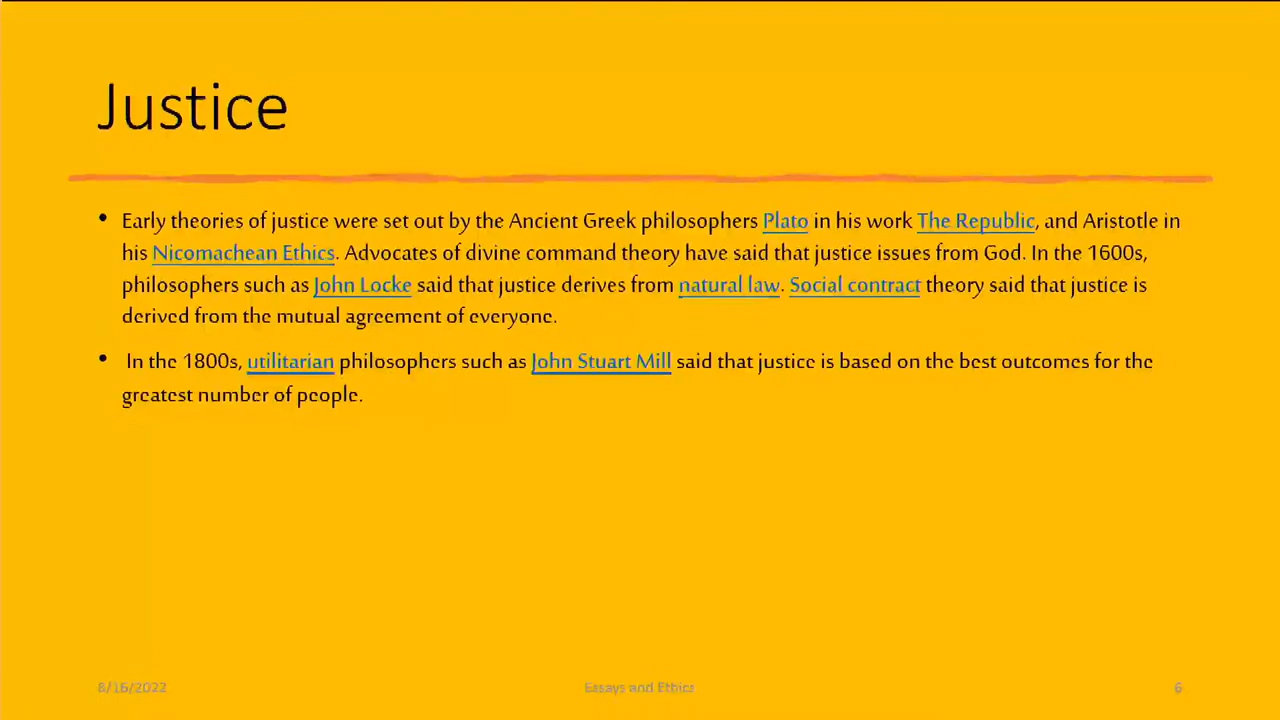 Justice
• Early theories of justice were set out by the Ancient Greek philosophers Plato in his work The Republic, and Aristotle in
his Nicomachean Ethics. Advocates of divine command theory have said that justice issues from God. In the 1600s,
philosophers such as John Locke said that justice derives from natural law. Social contract theory said that justice is
derived from the mutual agreement of everyone.
• In the 1800s, utilitarian philosophers such as John Stuart Mill said that justice is based on the best outcomes for the
greatest number of people.
8/16/2022 Essays and Ethics 6